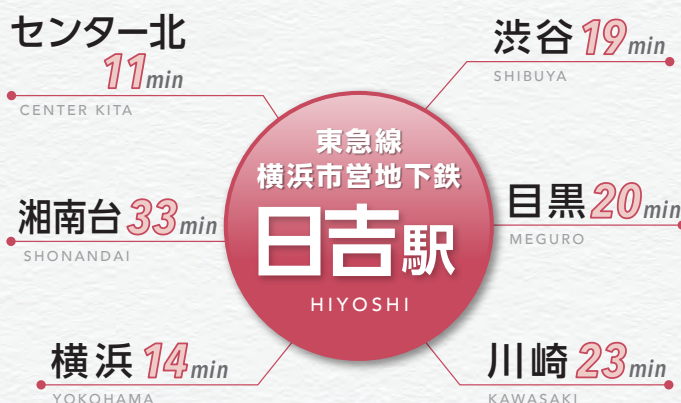 センター北
11min
CENTER KITA
渋谷 19min
SHIBUYA
東急線
横浜市営地下鉄
日吉駅
HIYOSHI
湘南台 33min
SHONANDAI
目黒 20min
MEGURO
横浜 14min
YOKOHAMA
川崎 23min
KAWASAKI